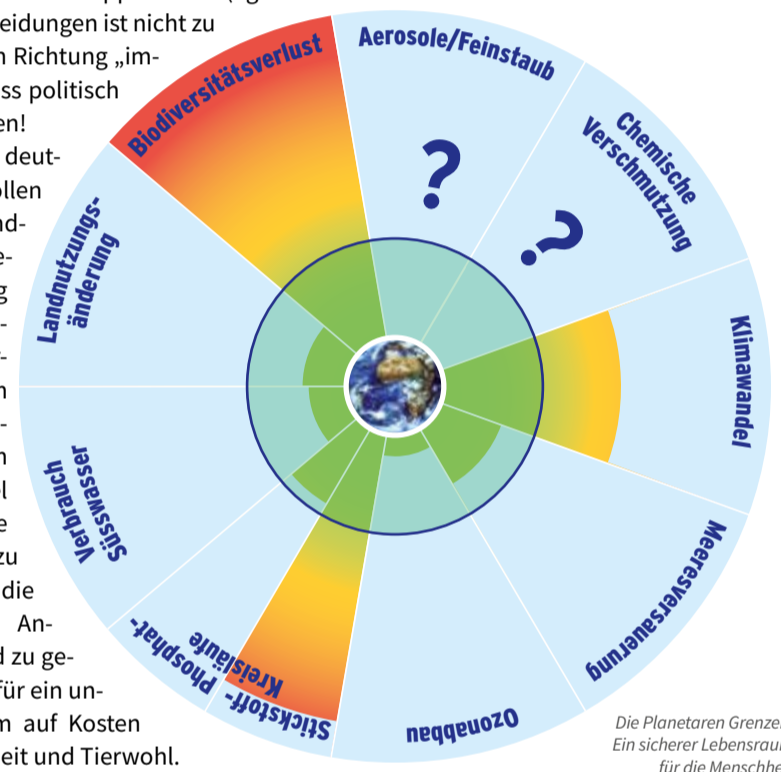 eidungen ist nicht zu
n Richtung „im-
ss politisch
en!
deut-
ollen
nd-
e-
g
-
-
n
-
n
l
e
zu
die
An-
d zu ge-
für ein un-
m auf Kosten
eit und Tierwohl.
Biodiversitätsverlust
Aerosole/Feinstaub
?
Chemische
Verschmutzung
?
Klimawandel
Meeresversauerung
Ozonabbau
Stickstoff-
Phosphat-
Kreisläufe
Süsswasser
Verbrauch
Landnutzungs-
änderung
Die Planetaren Grenze
Ein sicherer Lebensrau
für die Menschhe